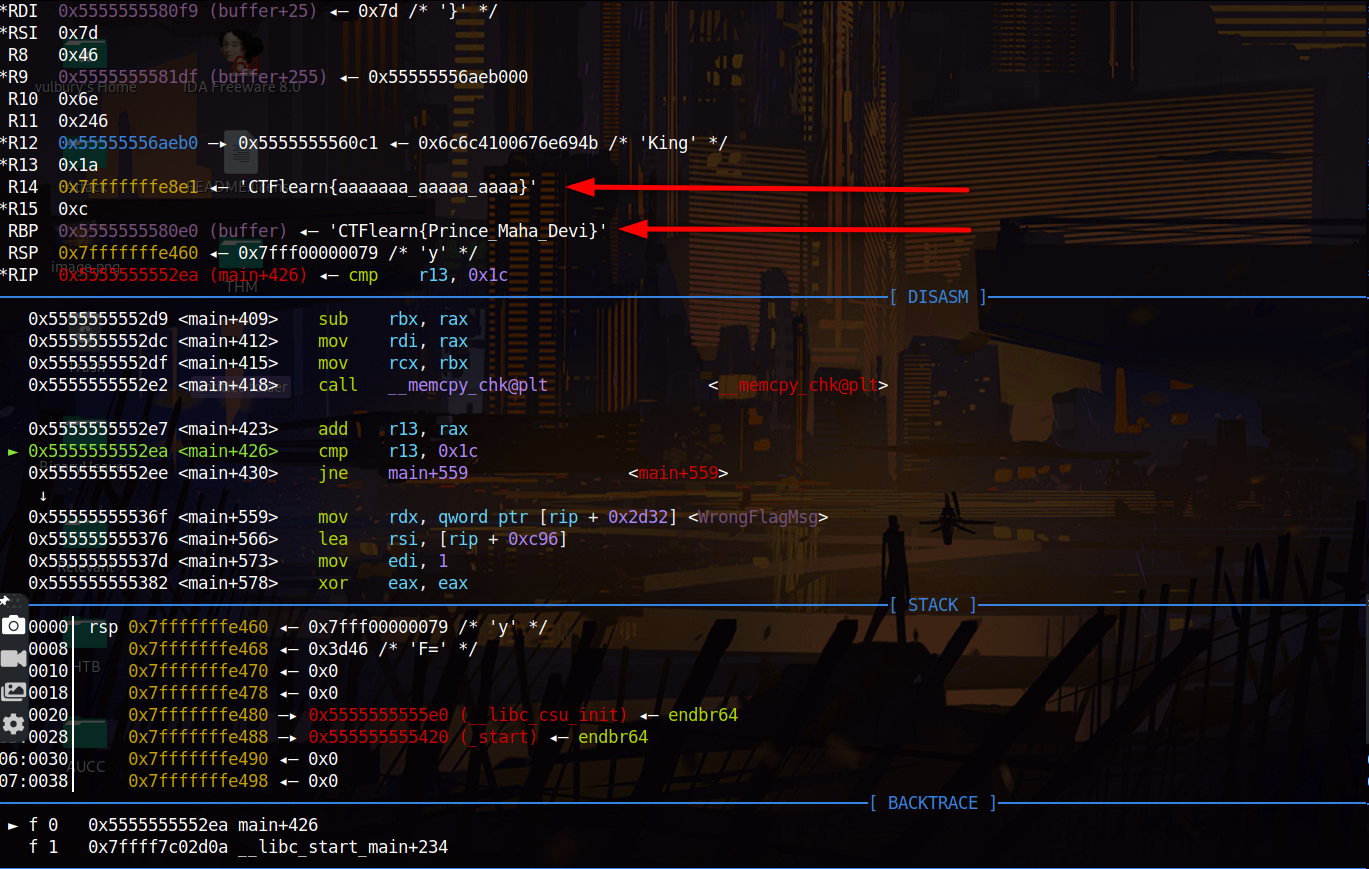 *RDI 0x5555555580f9 (buffer+25) ◂— 0x7d /* '}' */
*RSI 0x7d
R8 0x46
*R9 0x5555555581df (buffer+255) ◂— 0x55555556aeb000
vulbury's Home IDA Freeware 8.0
R10 0x6e
R11 0x246
*R12 0x55555556aeb0 —▸ 0x5555555560c1 ◂— 0x6c6c4100676e694b /* 'King' */
*R13 0x1a
R14 0x7fffffffe8e1 ◂— 'CTFlearn{aaaaaaa_aaaaa_aaaa}'
*R15 0xc
RBP 0x5555555580e0 (buffer) ◂— 'CTFlearn{Prince_Maha_Devi}'
RSP 0x7fffffffe460 ◂— 0x7fff00000079 /* 'y' */
*RIP 0x5555555552ea (main+426) ◂— cmp r13, 0x1c
THM
[ DISASM ]
0x5555555552d9 <main+409> sub rbx, rax
0x5555555552dc <main+412> mov rdi, rax
0x5555555552df <main+415> mov rcx, rbx
0x5555555552e2 <main+418> call __memcpy_chk@plt <__memcpy_chk@plt>
0x5555555552e7 <main+423> add r13, rax
► 0x5555555552ea <main+426> cmp r13, 0x1c
0x5555555552ee <main+430> jne main+559 <main+559>
↓
0x55555555536f <main+559> mov rdx, qword ptr [rip + 0x2d32] <WrongFlagMsg>
0x555555555376 <main+566> lea rsi, [rip + 0xc96]
0x55555555537d <main+573> mov edi, 1
0x555555555382 <main+578> xor eax, eax
[ STACK ]
0000│ rsp 0x7fffffffe460 ◂— 0x7fff00000079 /* 'y' */
0008│ 0x7fffffffe468 ◂— 0x3d46 /* 'F=' */
HTB
0010│ 0x7fffffffe470 ◂— 0x0
0018│ 0x7fffffffe478 ◂— 0x0
0020│ 0x7fffffffe480 —▸ 0x5555555555e0 (__libc_csu_init) ◂— endbr64
0028│ 0x7fffffffe488 —▸ 0x555555555420 (_start) ◂— endbr64
06:0030│ 0x7fffffffe490 ◂— 0x0
AUCC
07:0038│ 0x7fffffffe498 ◂— 0x0
[ BACKTRACE ]
► f 0 0x5555555552ea main+426
f 1 0x7ffff7c02d0a __libc_start_main+234